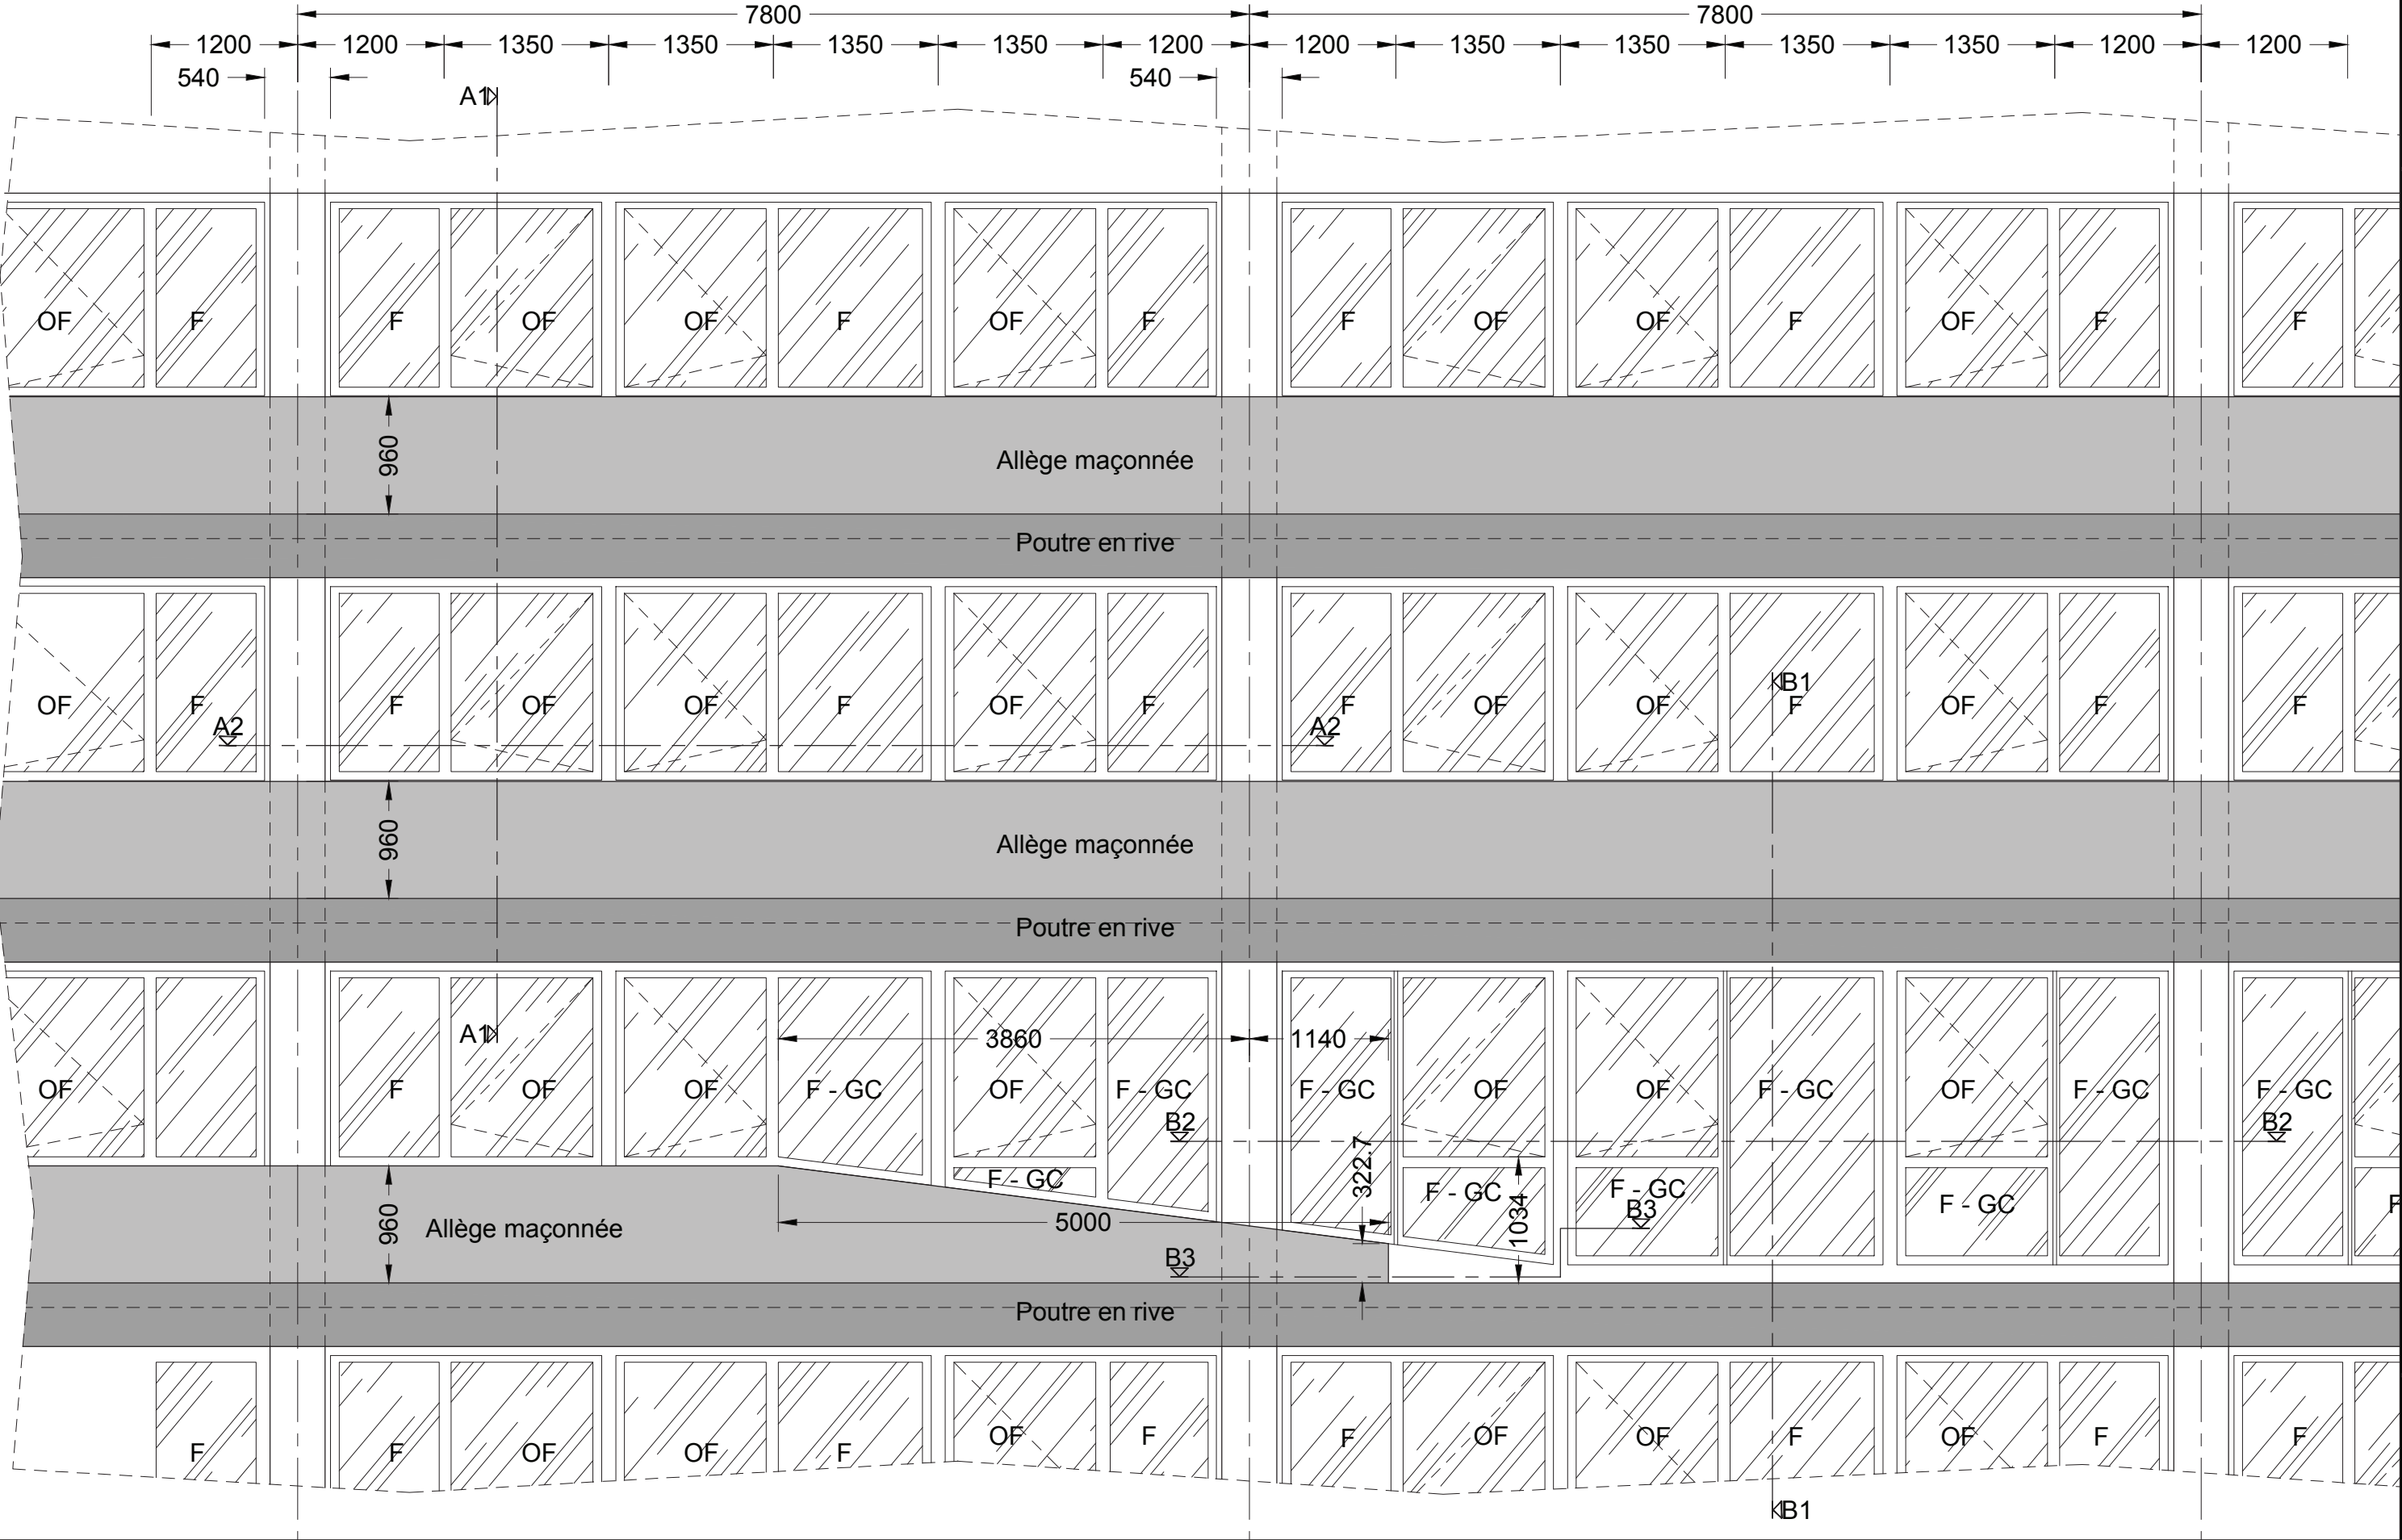 7800 7800
1200 1200 1350 1350 1350 1350 1200 1200 1350 1350 1350 1350 1200 1200
540 540
A1
OF F F OF OF F OF F F OF OF F OF F F
960 Allège maçonnée
Poutre en rive
B1
OF F F OF OF F OF F F OF OF F OF F F
A2 A2
960 Allège maçonnée
Poutre en rive
A1 3860 1140
OF F OF OF F - GC OF F - GC F - GC OF OF F - GC OF F - GC F - GC
B2 B2
322.7
F - GC F - GC F - GC F - GC F
1034 B3
960 Allège maçonnée 5000
B3
Poutre en rive
F F OF OF F OF F F OF OF F OF F F
B1